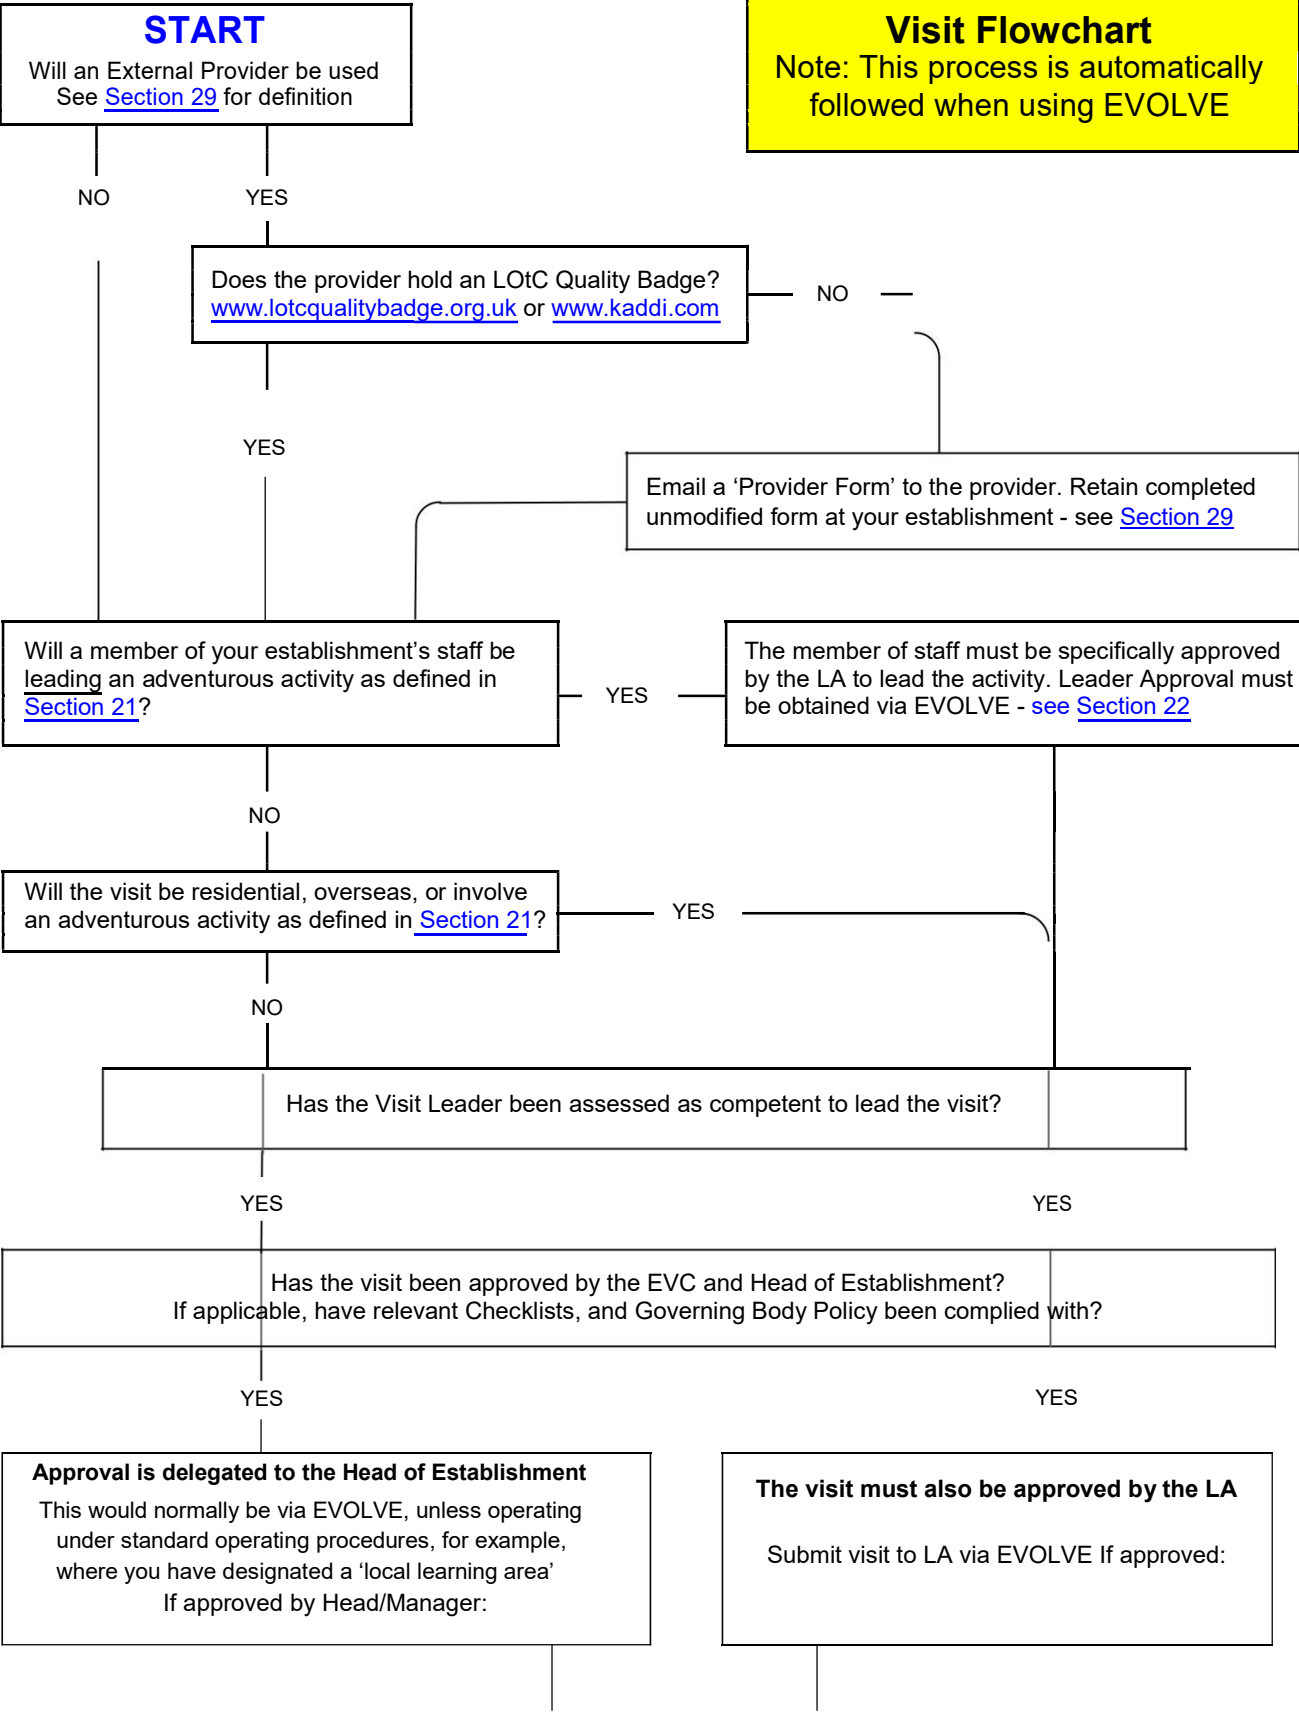 START
Will an External Provider be used
See Section 29 for definition
Visit Flowchart
Note: This process is automatically
followed when using EVOLVE
NO
YES
Does the provider hold an LOtC Quality Badge?
www.lotcqualitybadge.org.uk or www.kaddi.com
NO
YES
Email a ‘Provider Form’ to the provider. Retain completed
unmodified form at your establishment - see Section 29
Will a member of your establishment’s staff be
leading an adventurous activity as defined in
Section 21?
YES
The member of staff must be specifically approved
by the LA to lead the activity. Leader Approval must
be obtained via EVOLVE - see Section 22
NO
Will the visit be residential, overseas, or involve
an adventurous activity as defined in Section 21?
YES
NO
Has the Visit Leader been assessed as competent to lead the visit?
YES
YES
Has the visit been approved by the EVC and Head of Establishment?
If applicable, have relevant Checklists, and Governing Body Policy been complied with?
YES
YES
Approval is delegated to the Head of Establishment
This would normally be via EVOLVE, unless operating
under standard operating procedures, for example,
where you have designated a ‘local learning area’
If approved by Head/Manager:
The visit must also be approved by the LA
Submit visit to LA via EVOLVE If approved: